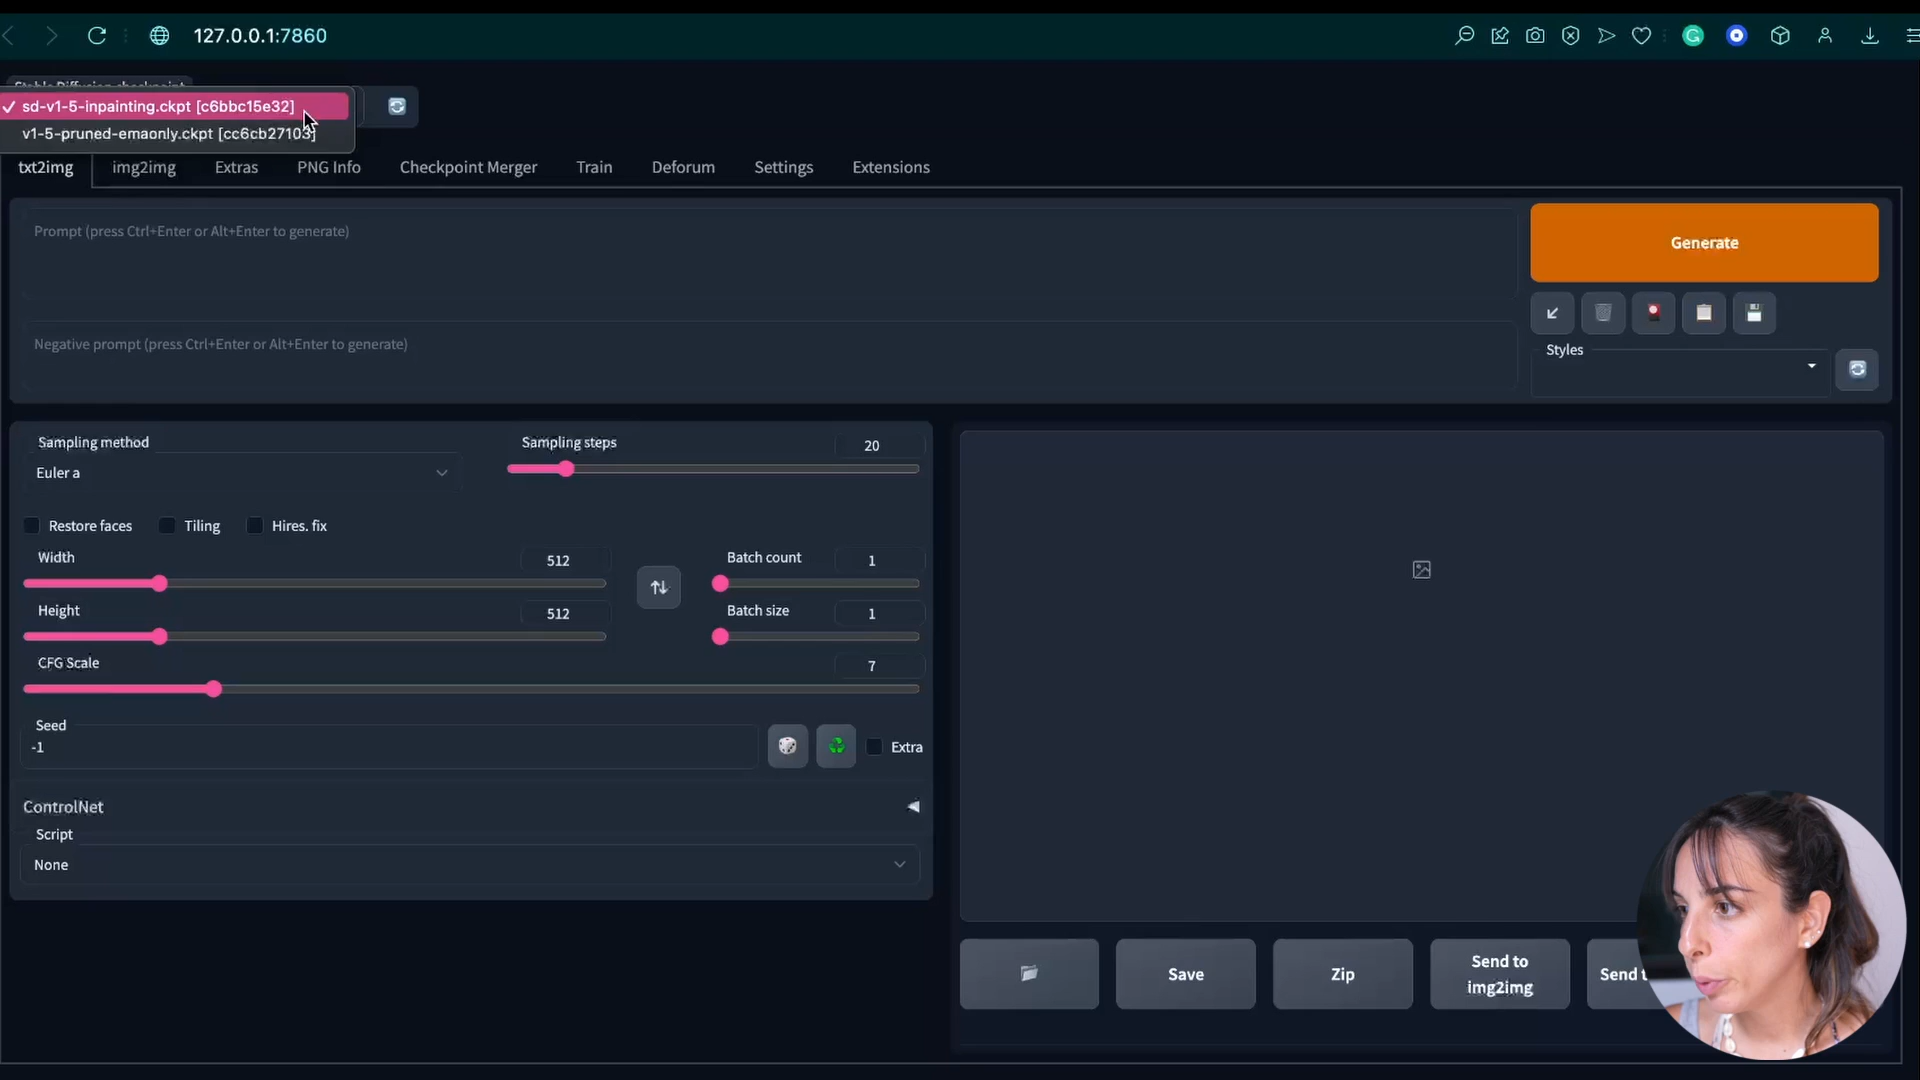 127.0.0.1:7860
Stable Diffusion checkpoint
✓ sd-v1-5-inpainting.ckpt [c6bbc15e32]
v1-5-pruned-emaonly.ckpt [cc6cb27103]
txt2img img2img Extras PNG Info Checkpoint Merger Train Deforum Settings Extensions
Prompt (press Ctrl+Enter or Alt+Enter to generate)
Generate
Negative prompt (press Ctrl+Enter or Alt+Enter to generate)
Styles
Sampling method
Euler a
Sampling steps
20
Restore faces Tiling Hires. fix
Width
512
Batch count
1
Height
512
Batch size
1
CFG Scale
7
Seed
-1
Extra
ControlNet
Script
None
Save
Zip
Send to
img2img
Send